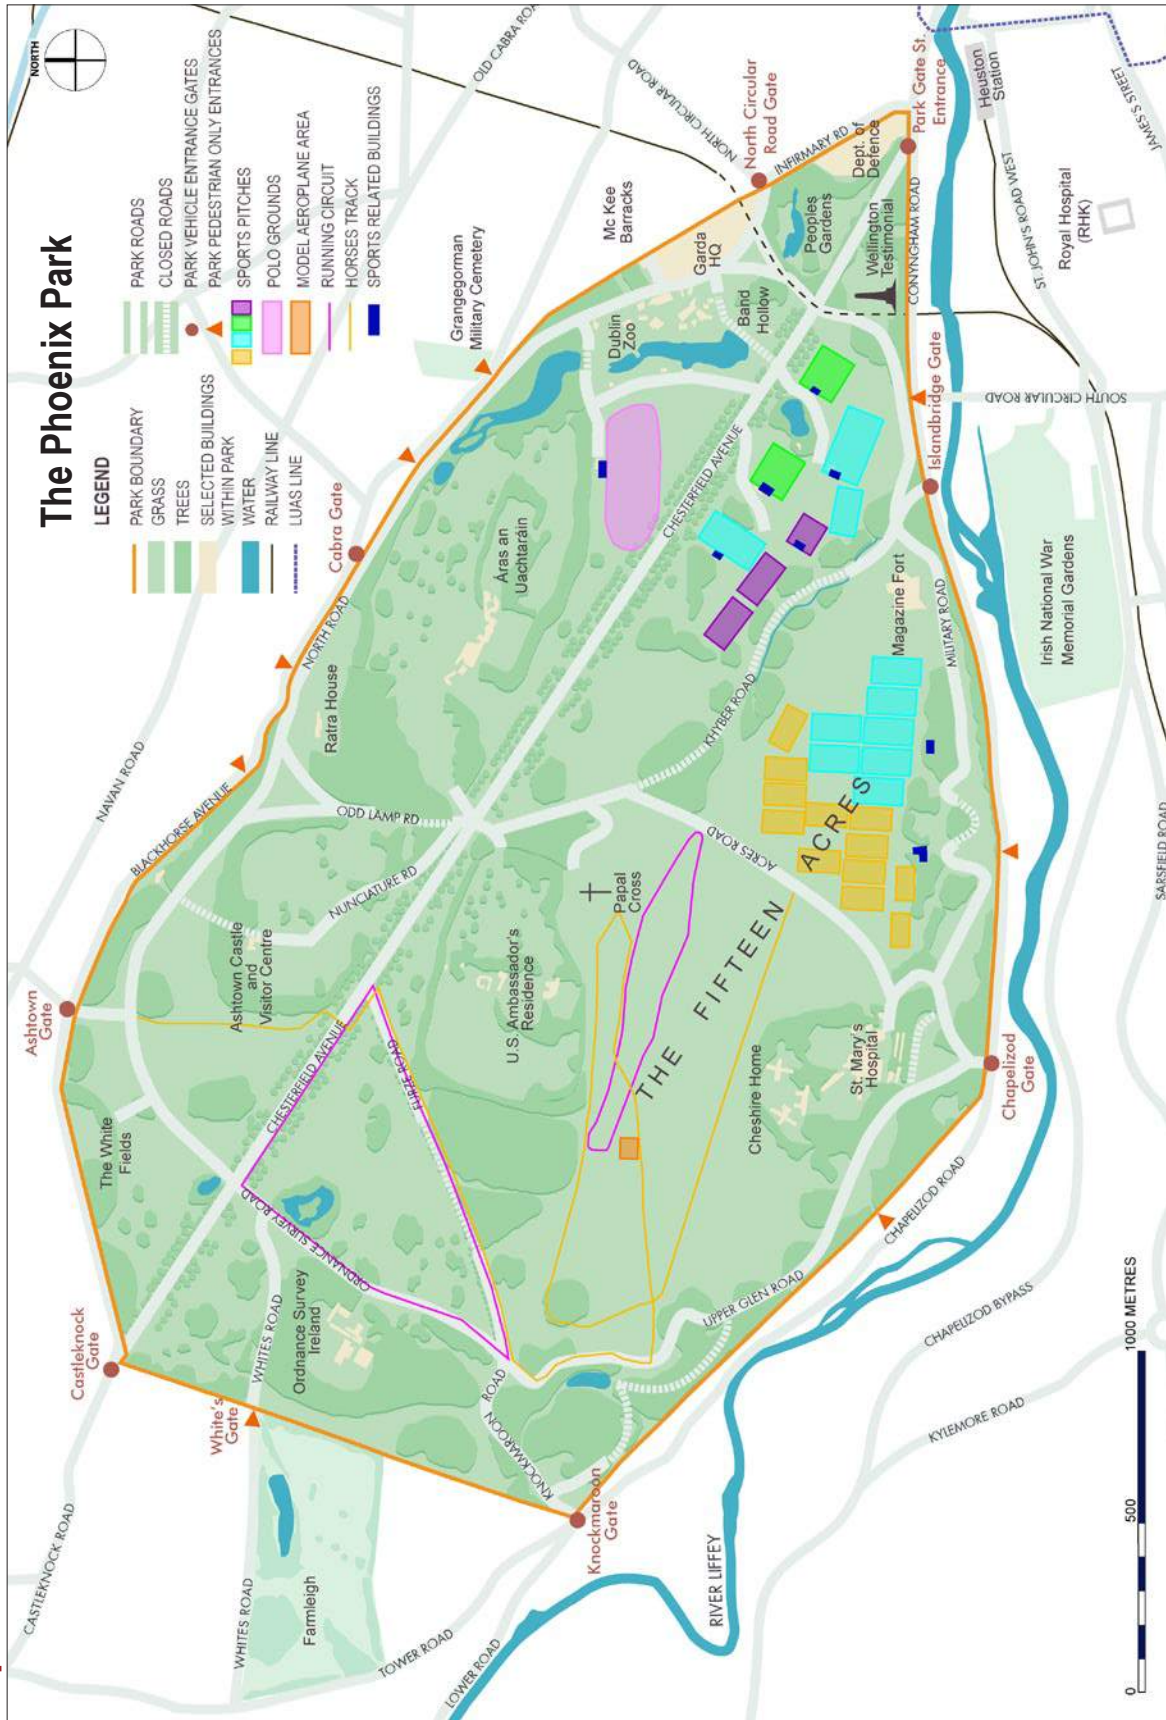 The Phoenix Park
NORTH
LEGEND
PARK BOUNDARY
GRASS
TREES
SELECTED BUILDINGS
WITHIN PARK
WATER
RAILWAY LINE
LUAS LINE
PARK ROADS
CLOSED ROADS
PARK VEHICLE ENTRANCE GATES
PARK PEDESTRIAN ONLY ENTRANCES
SPORTS PITCHES
POLO GROUNDS
MODEL AEROPLANE AREA
RUNNING CIRCUIT
HORSES TRACK
SPORTS RELATED BUILDINGS
CASTLEKNOCK ROAD
Castleknock
Gate
White's
Gate
WHITES ROAD
WHITES ROAD
Farmleigh
TOWER ROAD
LOWER ROAD
Knockmaroon
Gate
KNOCKMAROON
ROAD
RIVER LIFFEY
Ordnance Survey
Ireland
ORDNANCE SURVEY ROAD
The White
Fields
Ashtown
Gate
CHESTERFIELD AVENUE
FURZE ROAD
Ashtown Castle
and
Visitor Centre
NUNCIATURE RD
BLACKHORSE AVENUE
NAVAN ROAD
ODD LAMP RD
Ratra House
NORTH ROAD
Cabra Gate
Áras an
Uachtaráin
Grangegorman
Military Cemetery
OLD CABRA ROAD
NORTH CIRCULAR ROAD
NORTH CIRCULAR
ROAD
North Circular
Road Gate
Mc Kee
Barracks
Garda
HQ
Dublin
Zoo
Band
Hollow
Peoples
Gardens
INFIRMARY RD
Dept. of
Defence
Wellington
Testimonial
Park Gate St.
Entrance
CONYNGHAM ROAD
Heuston
Station
ST. JOHN'S ROAD WEST
JAMES'S STREET
Royal Hospital
(RHK)
SOUTH CIRCULAR ROAD
Islandbridge Gate
CHESTERFIELD AVENUE
U.S. Ambassador's
Residence
Papal
Cross
KHYBER ROAD
ACRES ROAD
THE FIFTEEN ACRES
Magazine Fort
MILITARY ROAD
Irish National War
Memorial Gardens
SARSFIELD ROAD
Cheshire Home
St. Mary's
Hospital
Chapelizod
Gate
CHAPELIZOD ROAD
UPPER GLEN ROAD
CHAPELIZOD BYPASS
KYLEMORE ROAD
0
500
1000 METRES